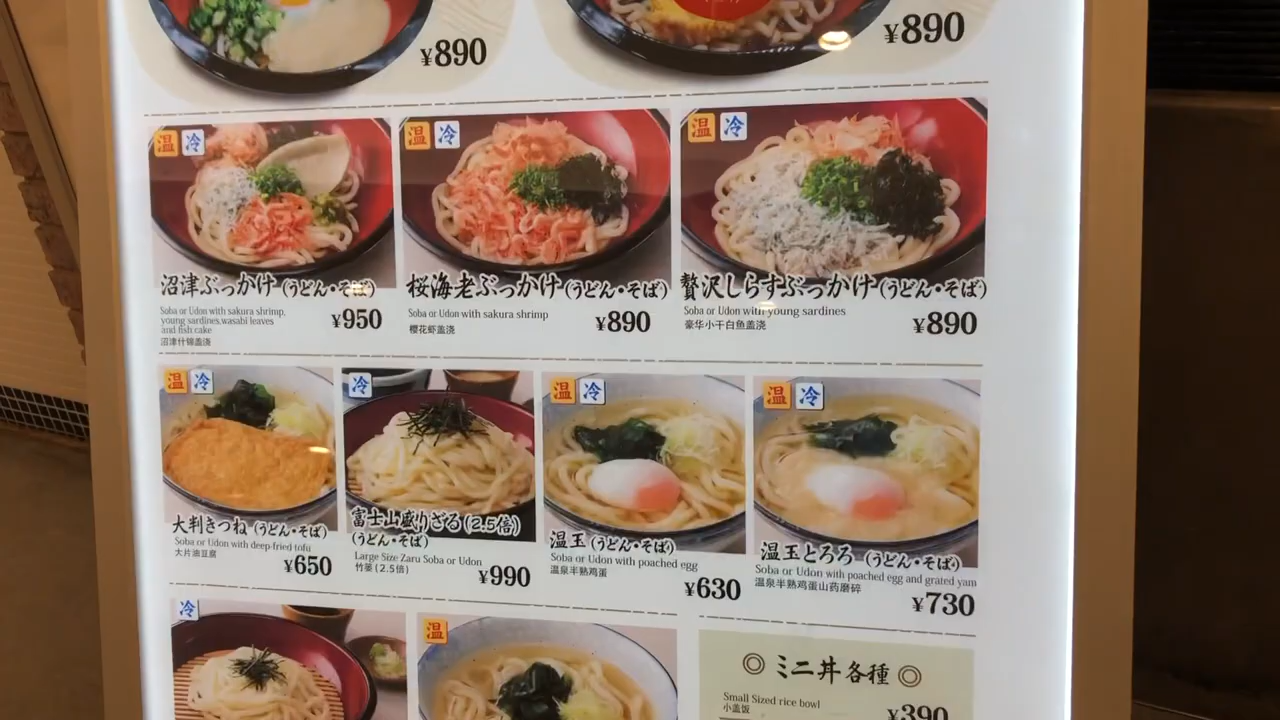 ¥890
¥890
温 冷
温 冷
温 冷
沼津ぶっかけ(うどん・そば)
Soba or Udon with sakura shrimp,
young sardines,wasabi leaves
and fish cake
沼津什锦盖浇
¥950
桜海老ぶっかけ(うどん・そば)
Soba or Udon with sakura shrimp
樱花虾盖浇
¥890
贅沢しらすぶっかけ(うどん・そば)
Soba or Udon with young sardines
豪华小干白鱼盖浇
¥890
温 冷
冷
温 冷
温 冷
大判きつね(うどん・そば)
Soba or Udon with deep-fried tofu
大片油豆腐
¥650
富士山盛りざる(2.5倍)
(うどん・そば)
Large Size Zaru Soba or Udon
竹篓(2.5倍)
¥990
温玉(うどん・そば)
Soba or Udon with poached egg
温泉半熟鸡蛋
¥630
温玉とろろ(うどん・そば)
Soba or Udon with poached egg and grated yam
温泉半熟鸡蛋山药磨碎
¥730
冷
温
◎ ミニ丼各種 ◎
Small Sized rice bowl
小盖饭
¥390